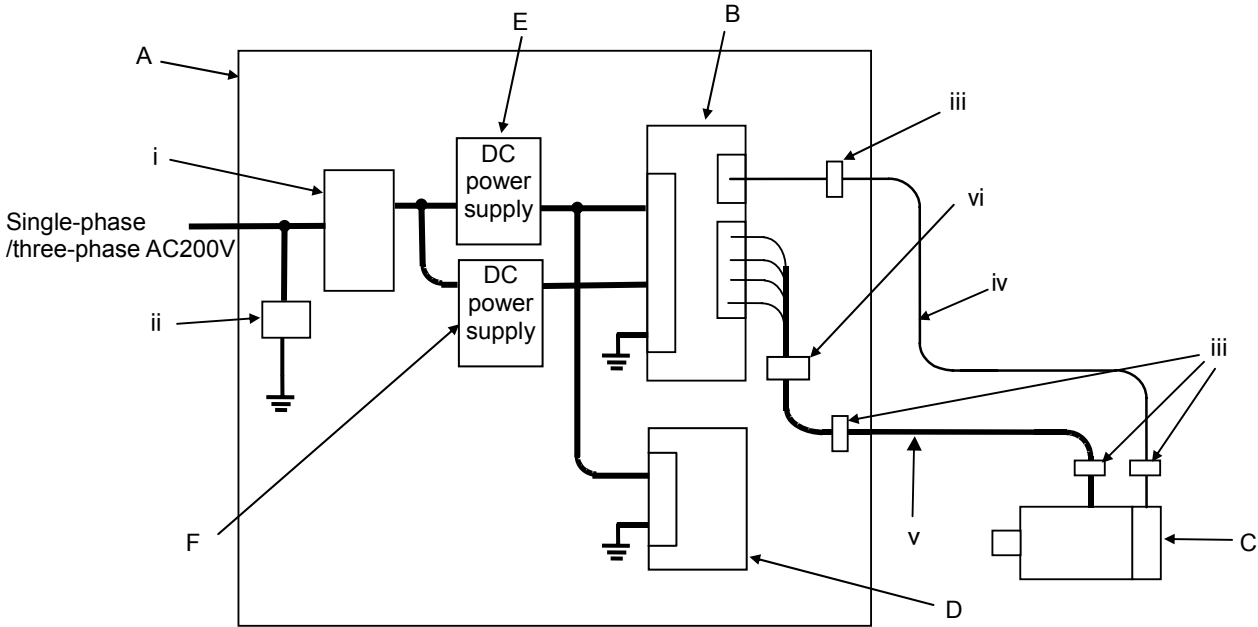 E
B
A
iii
i
DC
power
supply
vi
Single-phase
/three-phase AC200V
DC
power
supply
iv
ii
iii
F
v
C
D